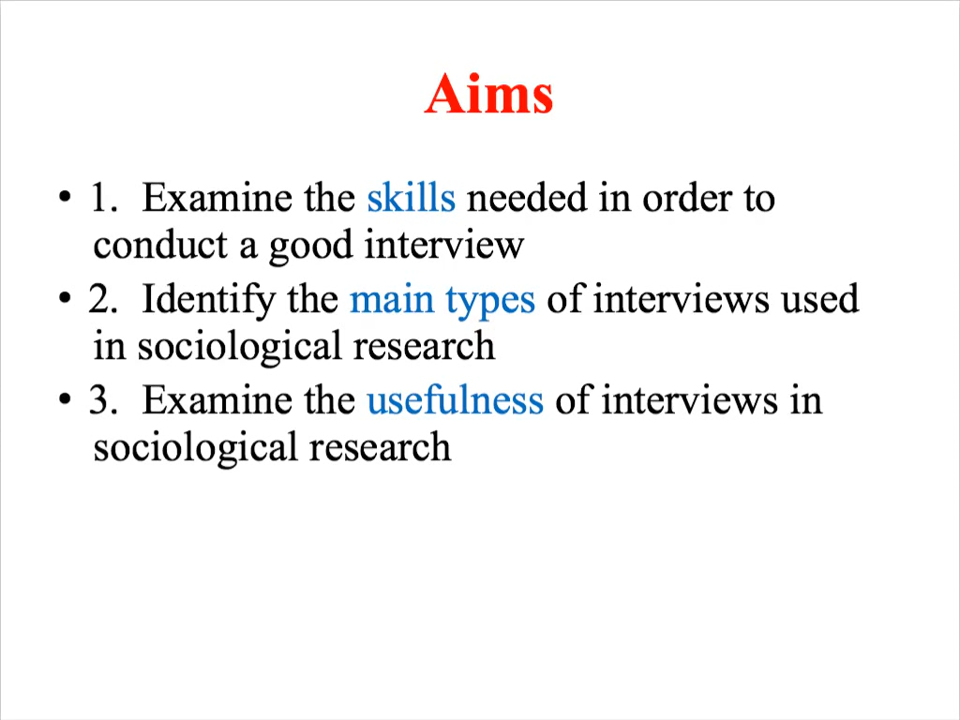 Aims
• 1. Examine the skills needed in order to
conduct a good interview
• 2. Identify the main types of interviews used
in sociological research
• 3. Examine the usefulness of interviews in
sociological research